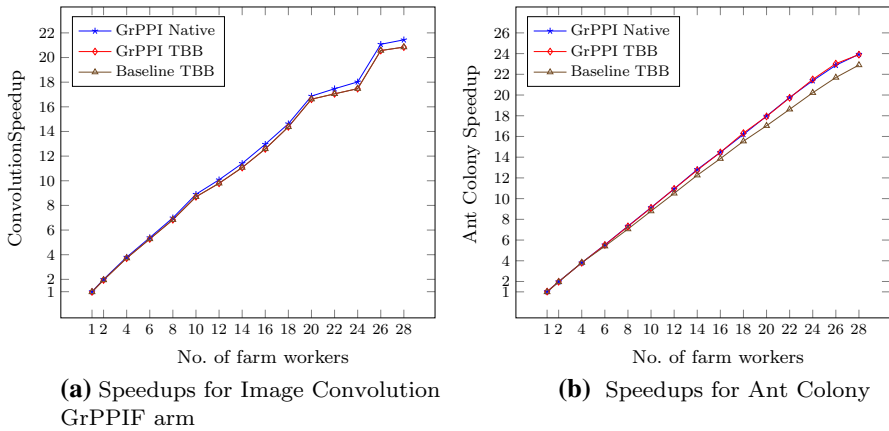 22
20
18
16
14
12
10
8
6
4
2
1
ConvolutionSpeedup
GrPPI Native
GrPPI TBB
Baseline TBB
1 2 4 6 8 10 12 14 16 18 20 22 24 26 28
No. of farm workers
(a) Speedups for Image Convolution
GrPPIF arm
26
24
22
20
18
16
14
12
10
8
6
4
2
1
Ant Colony Speedup
GrPPI Native
GrPPI TBB
Baseline TBB
1 2 4 6 8 10 12 14 16 18 20 22 24 26 28
No. of farm workers
(b) Speedups for Ant Colony